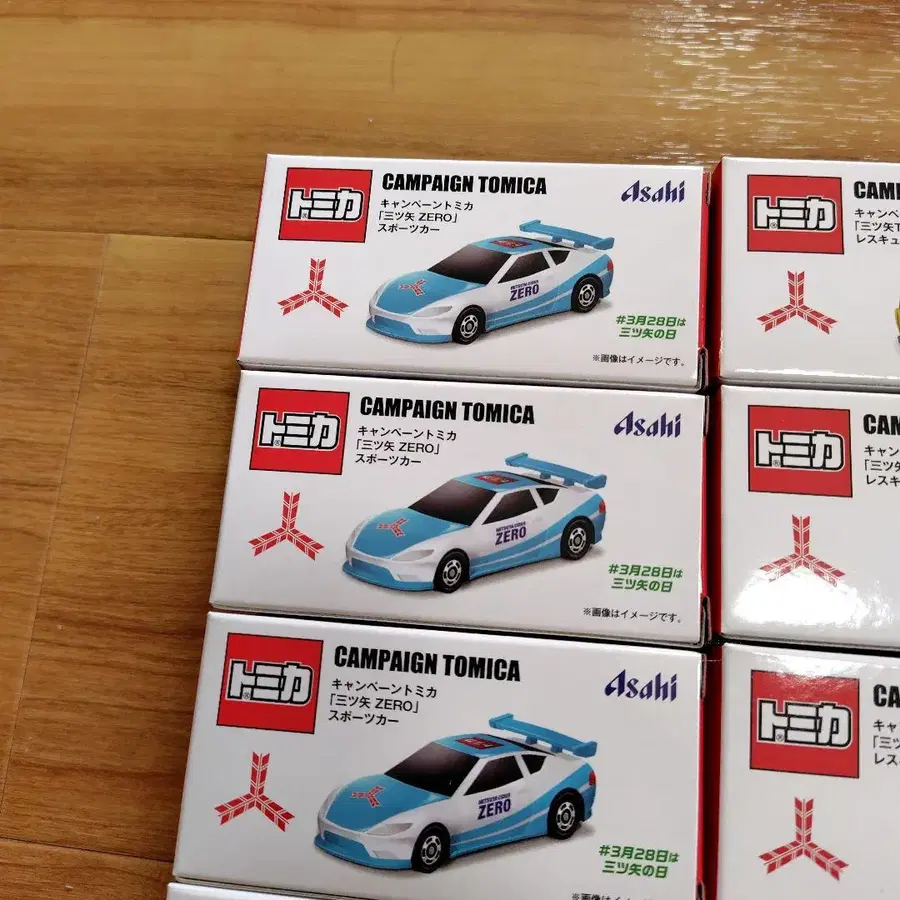 トミカ
CAMPAIGN TOMICA
Asahi
キャンペーントミカ
「三ツ矢 ZERO」
スポーツカー
MITSUYA CIDER
ZERO
#3月28日は
三ツ矢の日
※画像はイメージです。
トミカ
CAMPAIGN TOMICA
Asahi
キャンペーントミカ
「三ツ矢 ZERO」
スポーツカー
MITSUYA CIDER
ZERO
#3月28日は
三ツ矢の日
※画像はイメージです。
トミカ
CAMPAIGN TOMICA
Asahi
キャンペーントミカ
「三ツ矢 ZERO」
スポーツカー
MITSUYA CIDER
ZERO
#3月28日は
三ツ矢の日
トミカ
CAM
キャンペ
「三ツ矢T
レスキュ
トミカ
CAM
キャン
「三ツ矢
レスキ
トミカ
CA
キャ
「三ツ
レス